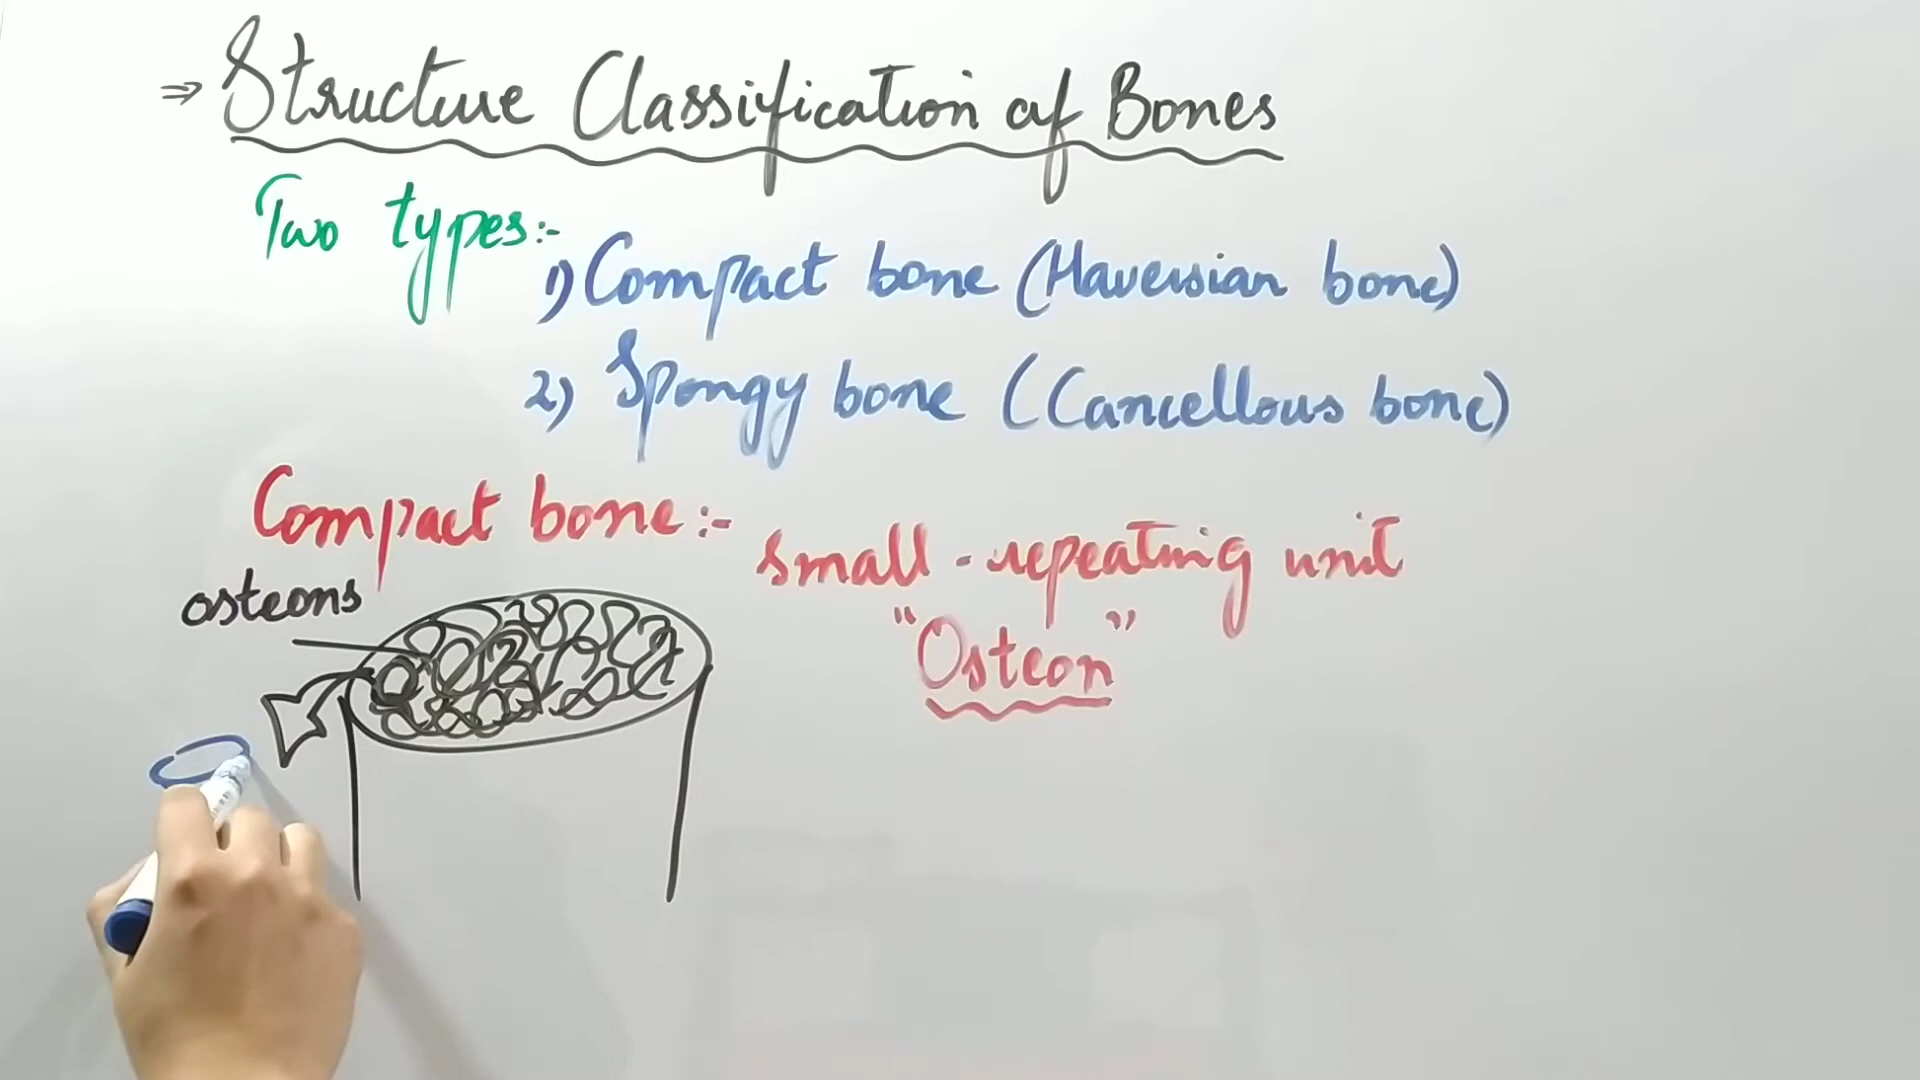 ⇒ Structure Classification of Bones
Two types:-
1) Compact bone (Haversian bone)
2) Spongy bone (Cancellous bone)
Compact bone:-
small - repeating unit
"Osteon"
osteons